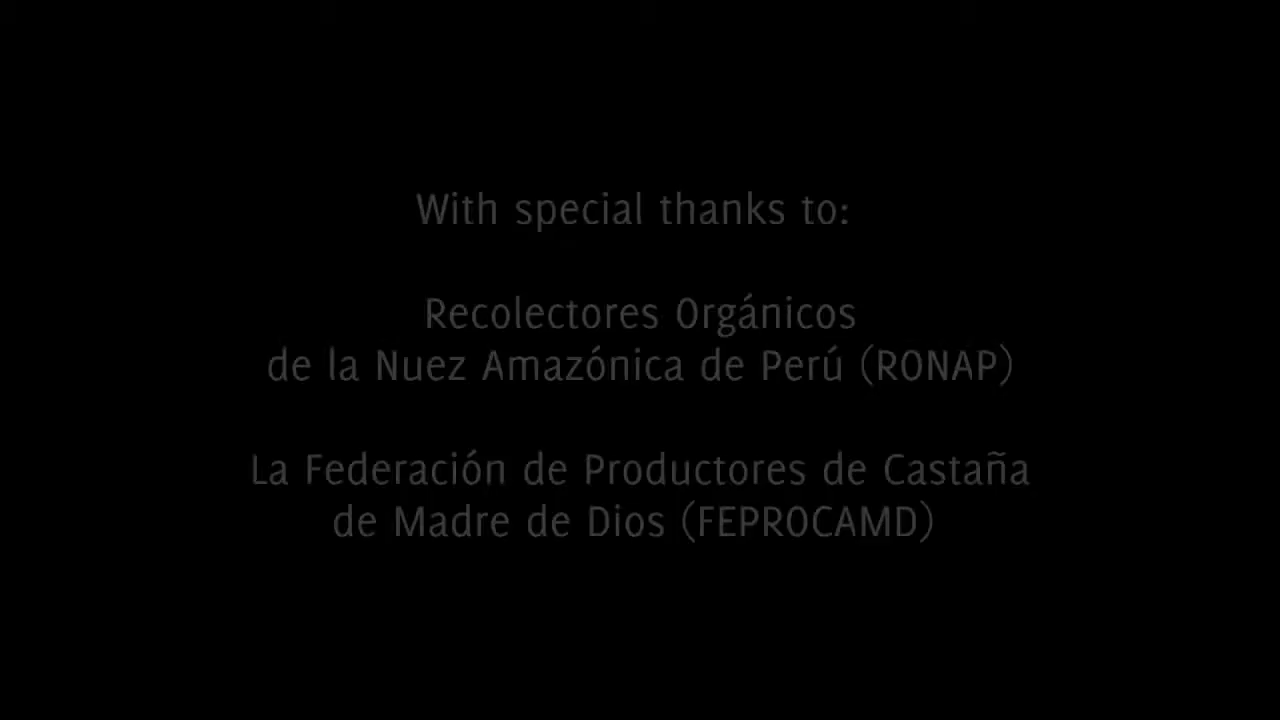 With special thanks to:
Recolectores Orgánicos
de la Nuez Amazónica de Perú (RONAP)
La Federación de Productores de Castaña
de Madre de Dios (FEPROCAMD)